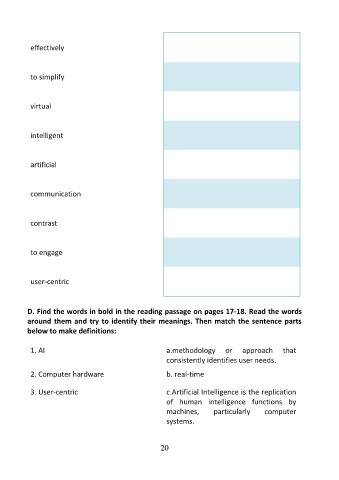 effectively
to simplify
virtual
intelligent
artificial
communication
contrast
to engage
user-centric
D. Find the words in bold in the reading passage on pages 17-18. Read the words
around them and try to identify their meanings. Then match the sentence parts
below to make definitions:
1. AI
a.methodology or approach that
consistently identifies user needs.
2. Computer hardware
b. real-time
3. User-centric
c.Artificial Intelligence is the replication
of human intelligence functions by
machines, particularly computer
systems.
20